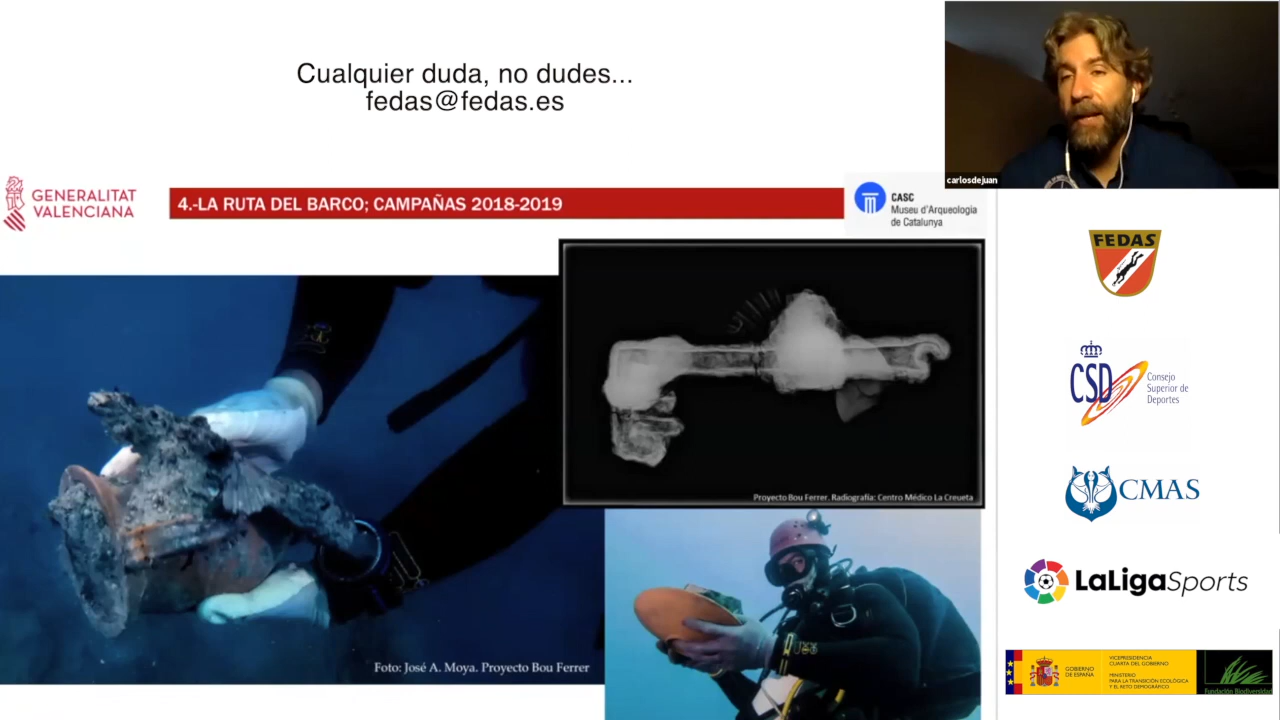 Cualquier duda, no dudes...
fedas@fedas.es
carlosdejuan
GENERALITAT
VALENCIANA
4.-LA RUTA DEL BARCO; CAMPAÑAS 2018-2019
CASC
Museu d'Arqueologia
de Catalunya
Proyecto Bou Ferrer. Radiografía: Centro Médico La Creueta
Foto: José A. Moya. Proyecto Bou Ferrer
FEDAS
CSD
Consejo
Superior de
Deportes
CMAS
LaLigaSports
GOBIERNO
DE ESPAÑA
VICEPRESIDENCIA
CUARTA DEL GOBIERNO
MINISTERIO
PARA LA TRANSICIÓN ECOLÓGICA
Y EL RETO DEMOGRÁFICO
Fundación Biodiversidad